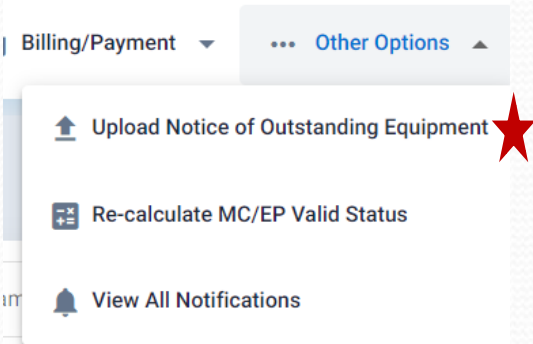 Billing/Payment
Other Options
Upload Notice of Outstanding Equipment
Re-calculate MC/EP Valid Status
View All Notifications